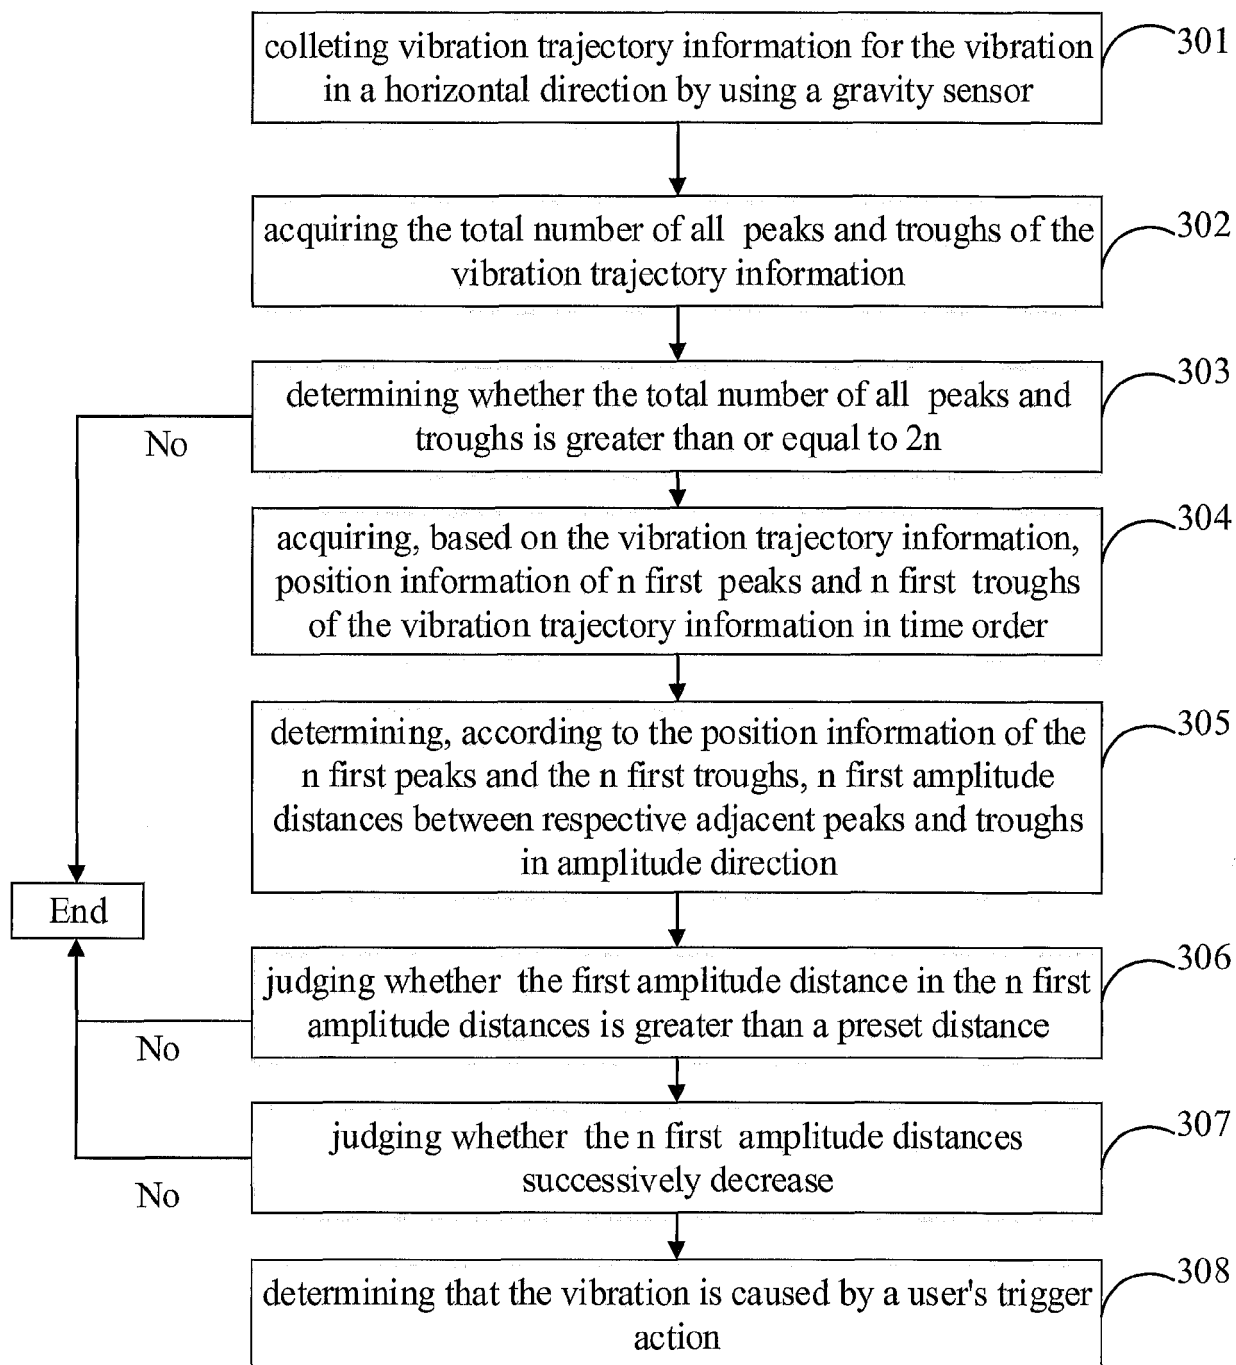 colleting vibration trajectory information for the vibration
in a horizontal direction by using a gravity sensor
301
acquiring the total number of all peaks and troughs of the
vibration trajectory information
302
determining whether the total number of all peaks and
troughs is greater than or equal to 2n
303
No
acquiring, based on the vibration trajectory information,
position information of n first peaks and n first troughs
of the vibration trajectory information in time order
304
determining, according to the position information of the
n first peaks and the n first troughs, n first amplitude
distances between respective adjacent peaks and troughs
in amplitude direction
305
End
judging whether the first amplitude distance in the n first
amplitude distances is greater than a preset distance
306
No
judging whether the n first amplitude distances
successively decrease
307
No
determining that the vibration is caused by a user's trigger
action
308